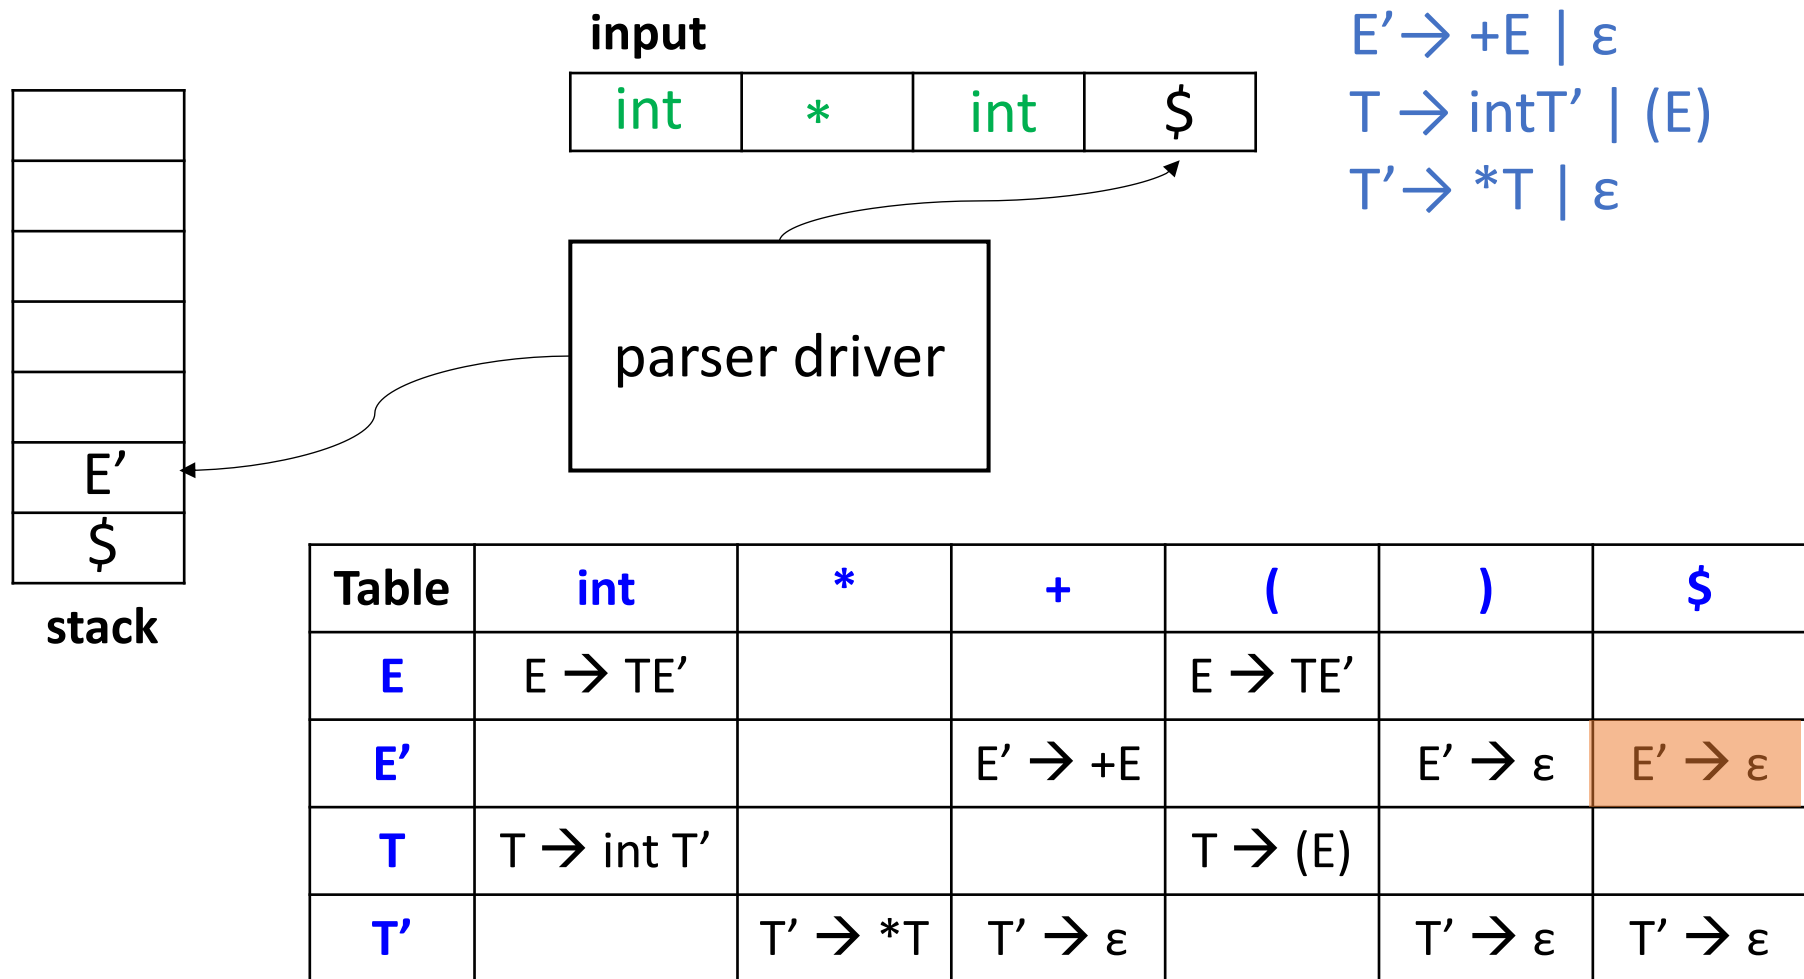 input
int * int $
E’→ +E | ε
T → intT’ | (E)
T’→ *T | ε
parser driver
E’
$
stack
Table int * + ( ) $
E E → TE’ E → TE’
E’ E’ → +E E’ → ε E’ → ε
T T → int T’ T → (E)
T’ T’ → *T T’ → ε T’ → ε T’ → ε